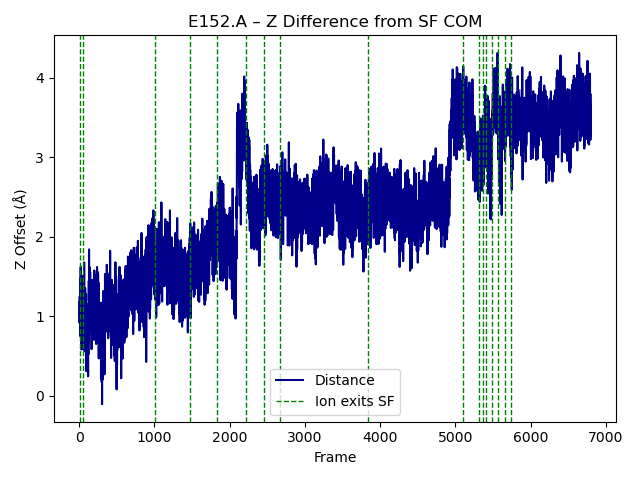 E152.A – Z Difference from SF COM
Z Offset (Å)
4
3
2
1
0
Distance
Ion exits SF
0 1000 2000 3000 4000 5000 6000 7000
Frame